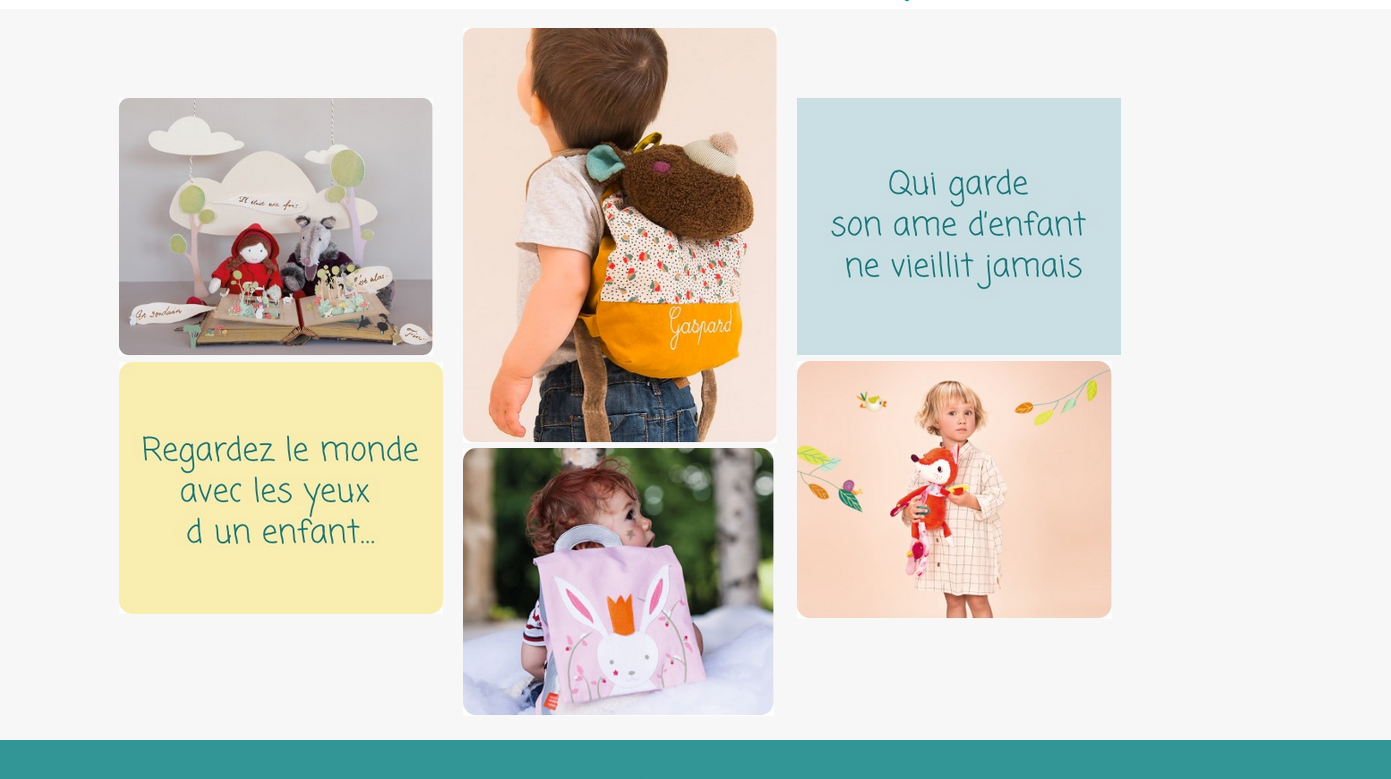 Il était une fois...
Qui garde
son ame d'enfant
ne vieillit jamais
Gaspard
Regardez le monde
avec les yeux
d un enfant...